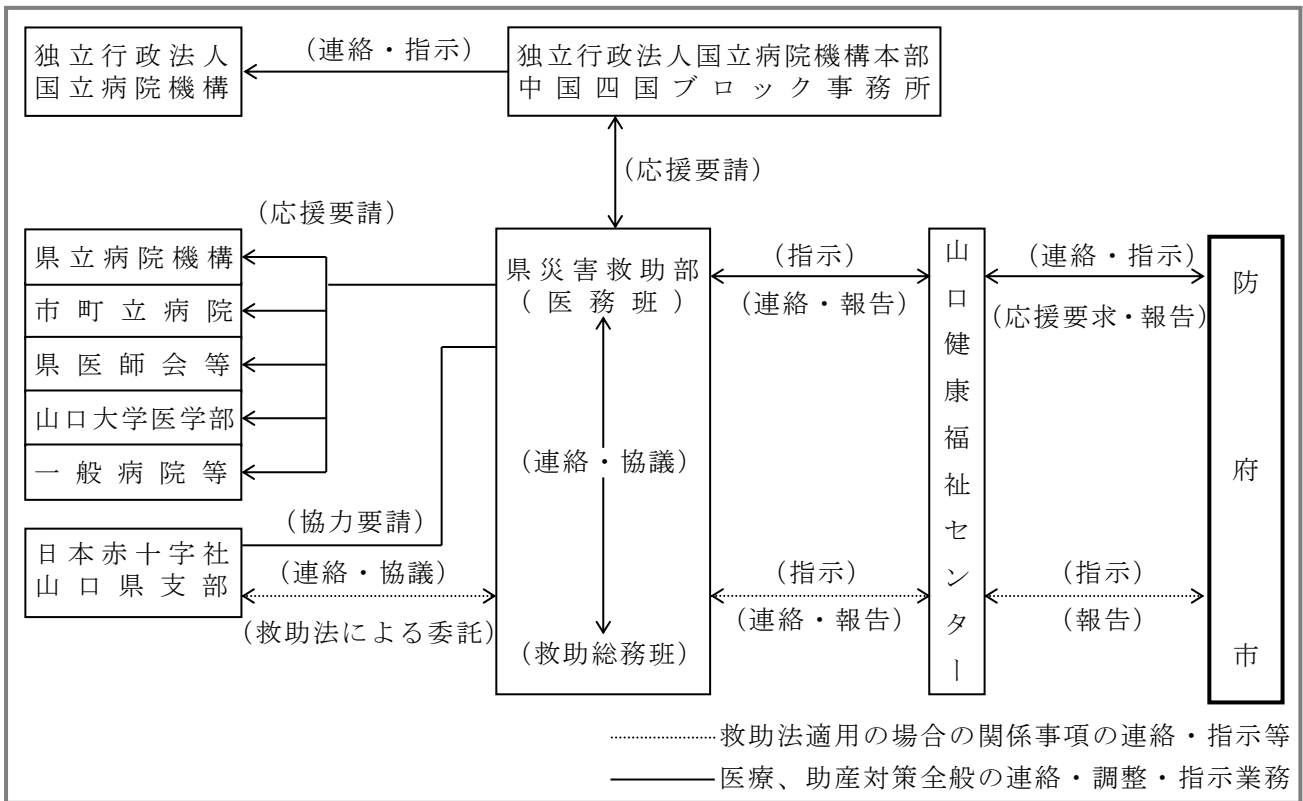 独立行政法人
国立病院機構
(連絡・指示)
独立行政法人国立病院機構本部
中国四国ブロック事務所
(応援要請)
(応援要請)
県立病院機構
市町立病院
県医師会等
山口大学医学部
一般病院等
日本赤十字社
山口県支部
(協力要請)
(連絡・協議)
(救助法による委託)
県災害救助部
(医務班)
(連絡・協議)
(救助総務班)
(指示)
(連絡・報告)
(指示)
(連絡・報告)
山口健康福祉センター
(連絡・指示)
(応援要求・報告)
(指示)
(報告)
防府市
救助法適用の場合の関係事項の連絡・指示等
医療、助産対策全般の連絡・調整・指示業務